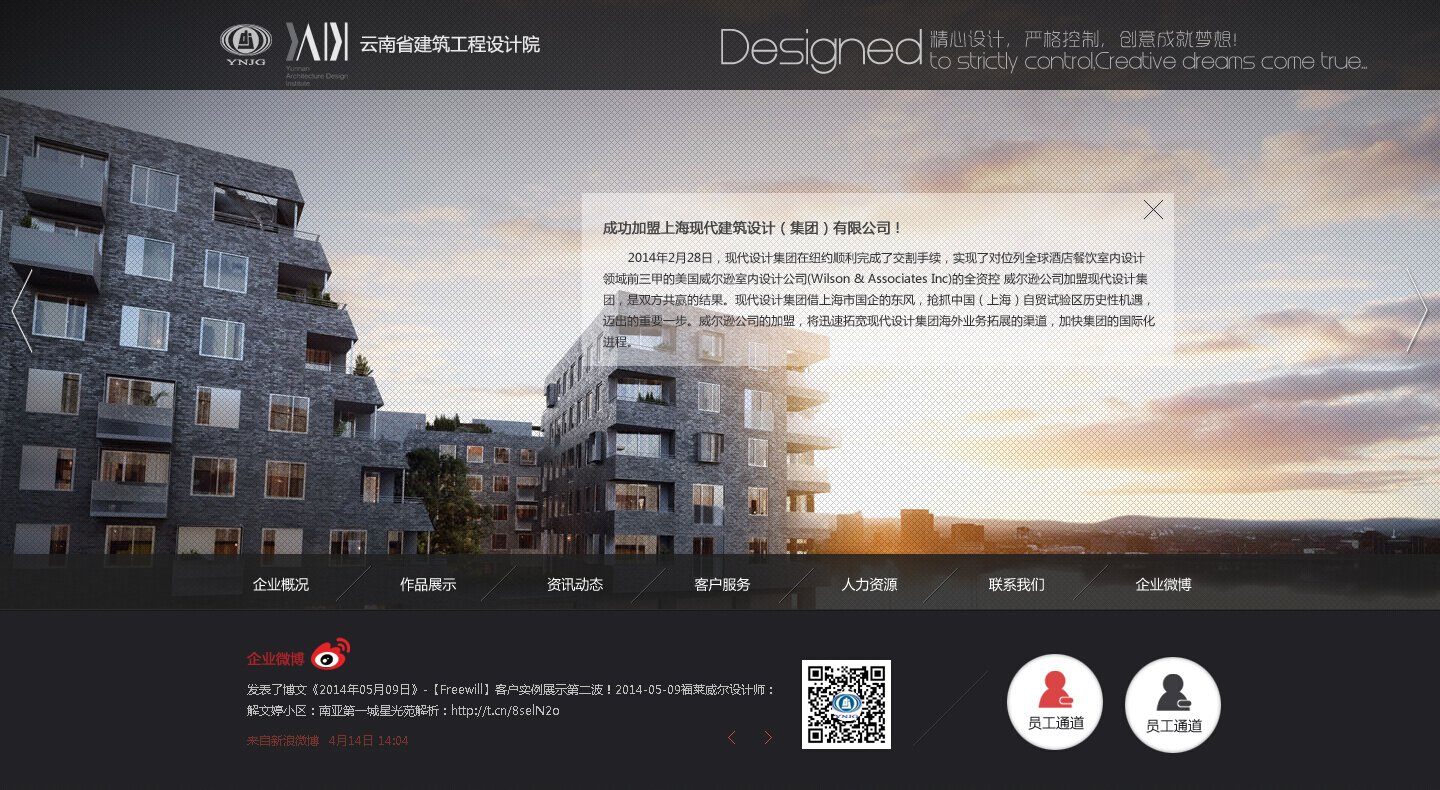 YNJG
云南省建筑工程设计院
Yunnan
Architecture Design
Institute
Designed
精心设计，严格控制，创意成就梦想!
to strictly control,Creative dreams come true...
成功加盟上海现代建筑设计（集团）有限公司！
2014年2月28日，现代设计集团在纽约顺利完成了交割手续，实现了对位列全球酒店餐饮室内设计
领域前三甲的美国威尔逊室内设计公司(Wilson & Associates Inc)的全资控 威尔逊公司加盟现代设计集
团，是双方共赢的结果。现代设计集团借上海市国企的东风，抢抓中国（上海）自贸试验区历史性机遇，
迈出的重要一步。威尔逊公司的加盟，将迅速拓宽现代设计集团海外业务拓展的渠道，加快集团的国际化
进程。
企业概况
作品展示
资讯动态
客户服务
人力资源
联系我们
企业微博
企业微博
发表了博文《2014年05月09日》-【Freewill】客户实例展示第二波！2014-05-09福莱威尔设计师：
解文婷小区：南亚第一城星光苑解析：http://t.cn/8selN2o
来自新浪微博 4月14日 14:04
YNJG
员工通道
员工通道